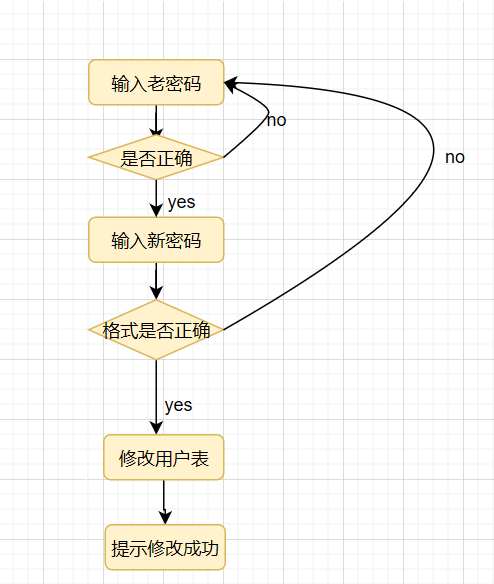 输入老密码
no
是否正确
no
yes
输入新密码
格式是否正确
yes
修改用户表
提示修改成功